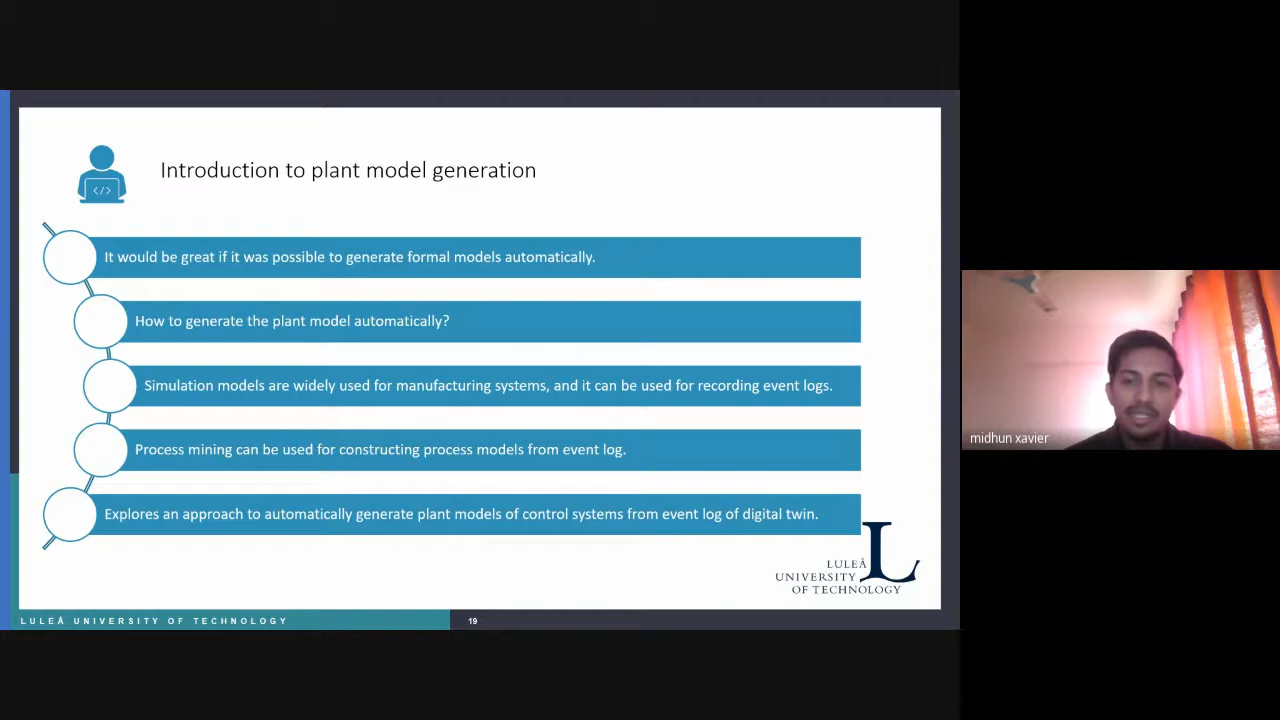 Introduction to plant model generation
</>
It would be great if it was possible to generate formal models automatically.
How to generate the plant model automatically?
Simulation models are widely used for manufacturing systems, and it can be used for recording event logs.
Process mining can be used for constructing process models from event log.
Explores an approach to automatically generate plant models of control systems from event log of digital twin.
LULEÅ
UNIVERSITY
OF TECHNOLOGY
L
LULEÅ UNIVERSITY OF TECHNOLOGY
19
midhun xavier